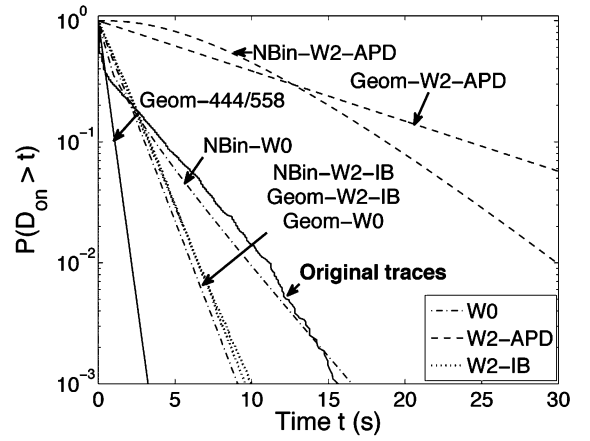 10^0
NBin-W2-APD
Geom-W2-APD
Geom-444/558
10^-1
NBin-W0
NBin-W2-IB
Geom-W2-IB
Geom-W0
P(D_on > t)
10^-2
Original traces
W0
W2-APD
W2-IB
10^-3
0 5 10 15 20 25 30
Time t (s)